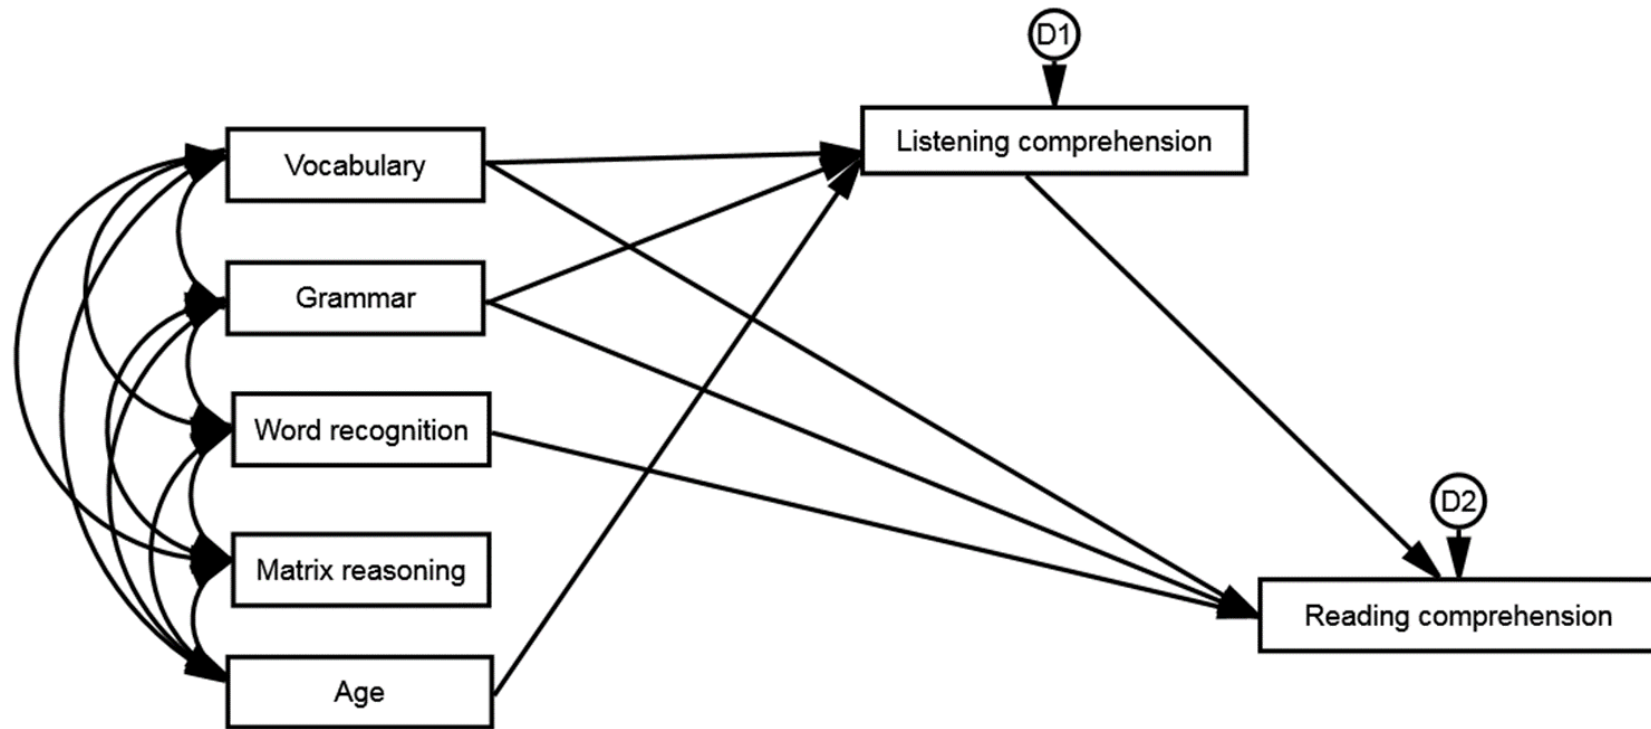 D1
Listening comprehension
Vocabulary
Grammar
Word recognition
D2
Matrix reasoning
Reading comprehension
Age